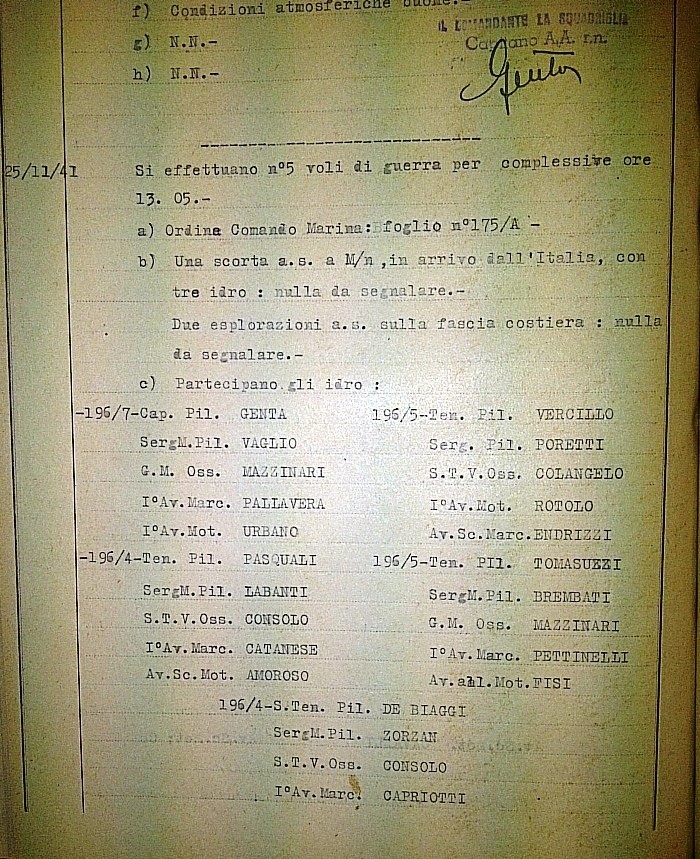 f) Condizioni atmosferiche buone.-
IL COMANDANTE LA SQUADRIGLIA
g) N.N.-
Capitano A.A. r.n.
h) N.N.-
Genta
25/11/41 Si effettuano n°5 voli di guerra per complessive ore
13. 05.-
a) Ordine Comando Marina: foglio n°175/A -
b) Una scorta a.s. a M/n ,in arrivo dall'Italia, con
tre idro : nulla da segnalare.-
Due esplorazioni a.s. sulla fascia costiera : nulla
da segnalare.-
c) Partecipano gli idro :
-196/7-Cap. Pil. GENTA 196/5-Ten. Pil. VERCILLO
SergM.Pil. VAGLIO Serg. Pil. PORETTI
G.M. Oss. MAZZINARI S.T.V.Oss. COLANGELO
I°Av.Marc. PALLAVERA I°Av.Mot. ROTOLO
I°Av.Mot. URBANO Av.Sc.Marc.ENDRIZZI
-196/4-Ten. Pil. PASQUALI 196/5-Ten. PIl. TOMASUZZI
SergM.Pil. LABANTI SergM.Pil. BREMBATI
S.T.V.Oss. CONSOLO G.M. Oss. MAZZINARI
I°Av.Marc. CATANESE I°Av.Marc. PETTINELLI
Av.Sc.Mot. AMOROSO Av.all.Mot.FISI
196/4-S.Ten. Pil. DE BIAGGI
SergM.Pil. ZORZAN
S.T.V.Oss. CONSOLO
I°Av.Marc. CAPRIOTTI